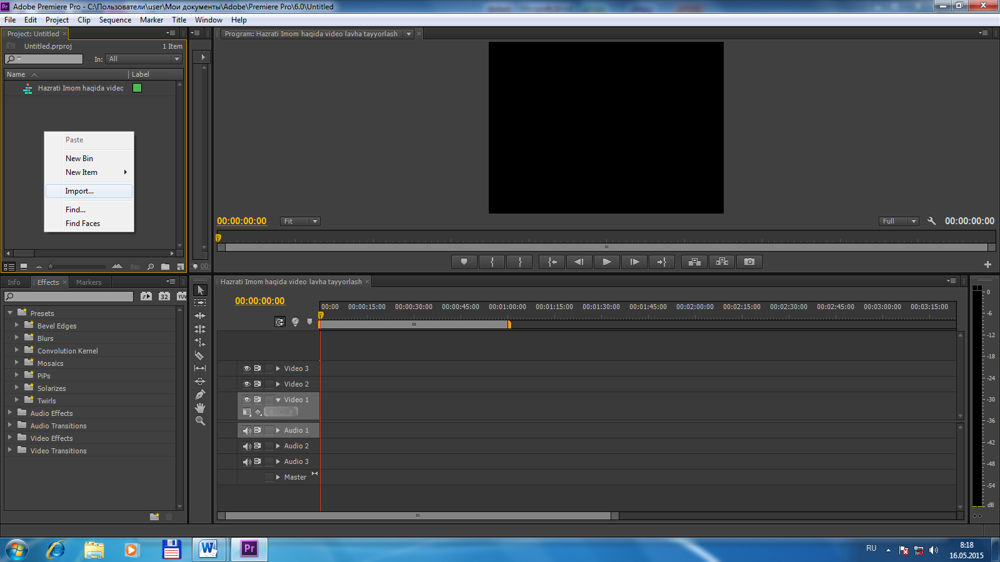 Pr Adobe Premiere Pro - C:\Пользователи\user\Мои документы\Adobe\Premiere Pro\6.0\Untitled
File Edit Project Clip Sequence Marker Title Window Help
Project: Untitled
Untitled.prproj 1 Item
In: All
Name Label
Hazrati Imom haqida video
Paste
New Bin
New Item
Import...
Find...
Find Faces
00:
Program: Hazrati Imom haqida video lavha tayyorlash
00:00:00:00 Fit Full 00:00:00:00
Info Effects Markers
32 YUV
Presets
Bevel Edges
Blurs
Convolution Kernel
Mosaics
PiPs
Solarizes
Twirls
Audio Effects
Audio Transitions
Video Effects
Video Transitions
Hazrati Imom haqida video lavha tayyorlash
00:00:00:00
00:00 00:00:15:00 00:00:30:00 00:00:45:00 00:01:00:00 00:01:15:00 00:01:30:00 00:01:45:00 00:02:00:00 00:02:15:00 00:02:30:00 00:02:45:00 00:03:00:00 00:03:15:00
Video 3
Video 2
Video 1
Audio 1
Audio 2
Audio 3
Master
0
-6
-12
-18
-24
-30
-36
-42
-48
-54
dB
W Pr RU 8:18
16.05.2015